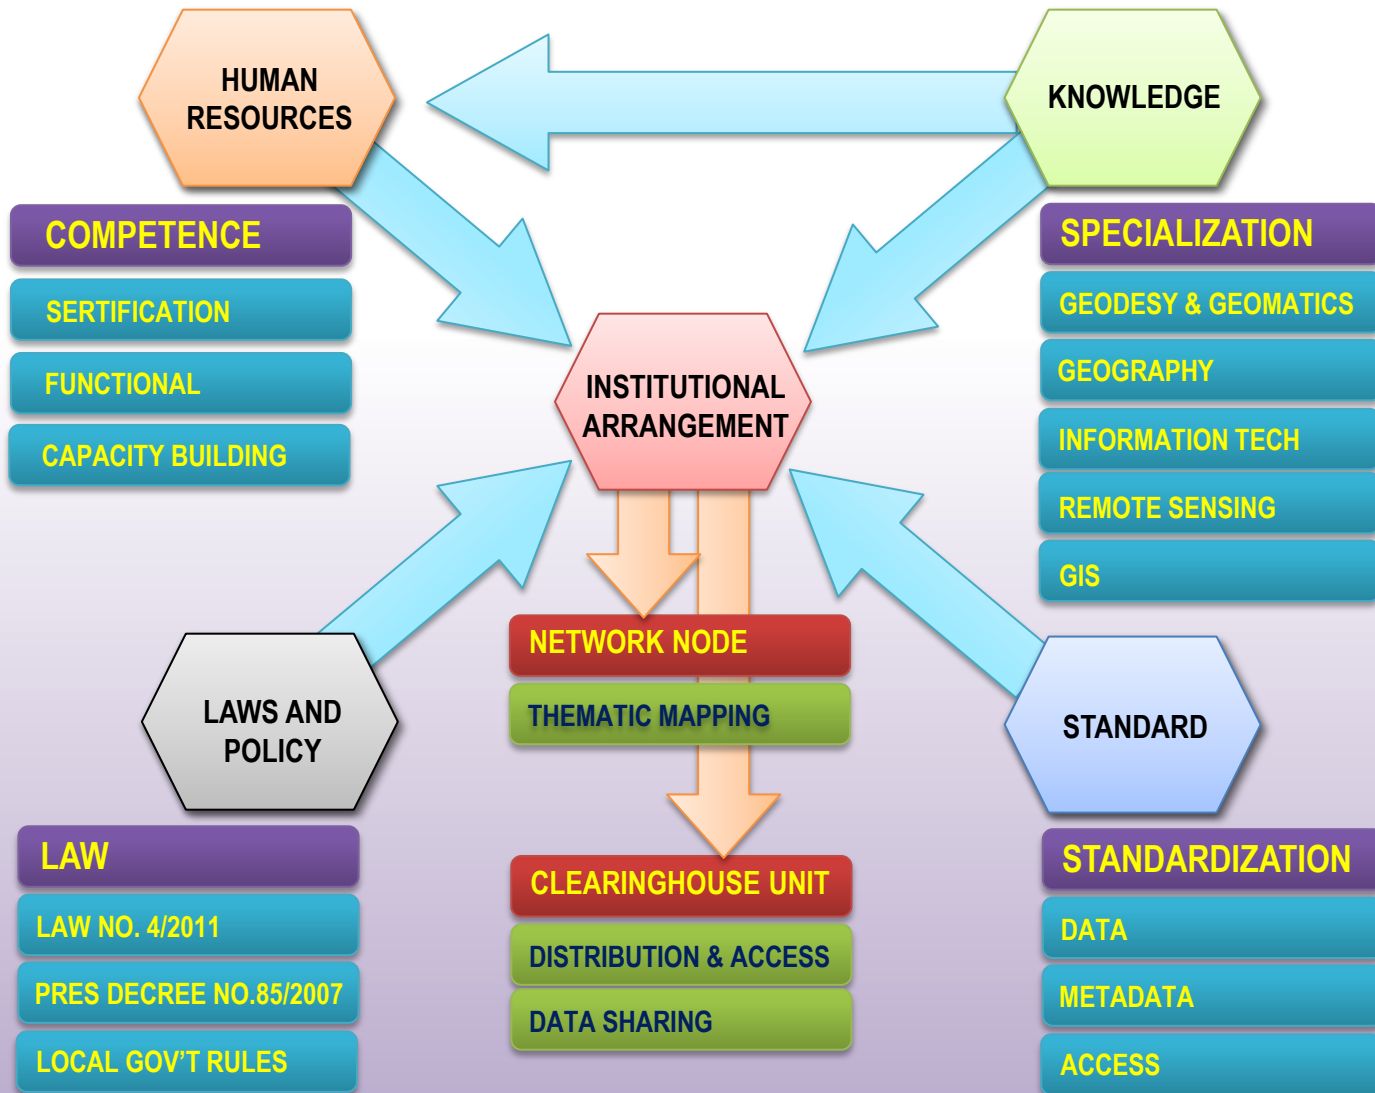 HUMAN
RESOURCES
KNOWLEDGE
COMPETENCE
SERTIFICATION
FUNCTIONAL
CAPACITY BUILDING
SPECIALIZATION
GEODESY & GEOMATICS
GEOGRAPHY
INFORMATION TECH
REMOTE SENSING
GIS
INSTITUTIONAL
ARRANGEMENT
NETWORK NODE
THEMATIC MAPPING
CLEARINGHOUSE UNIT
DISTRIBUTION & ACCESS
DATA SHARING
LAWS AND
POLICY
LAW
LAW NO. 4/2011
PRES DECREE NO.85/2007
LOCAL GOV’T RULES
STANDARD
STANDARDIZATION
DATA
METADATA
ACCESS